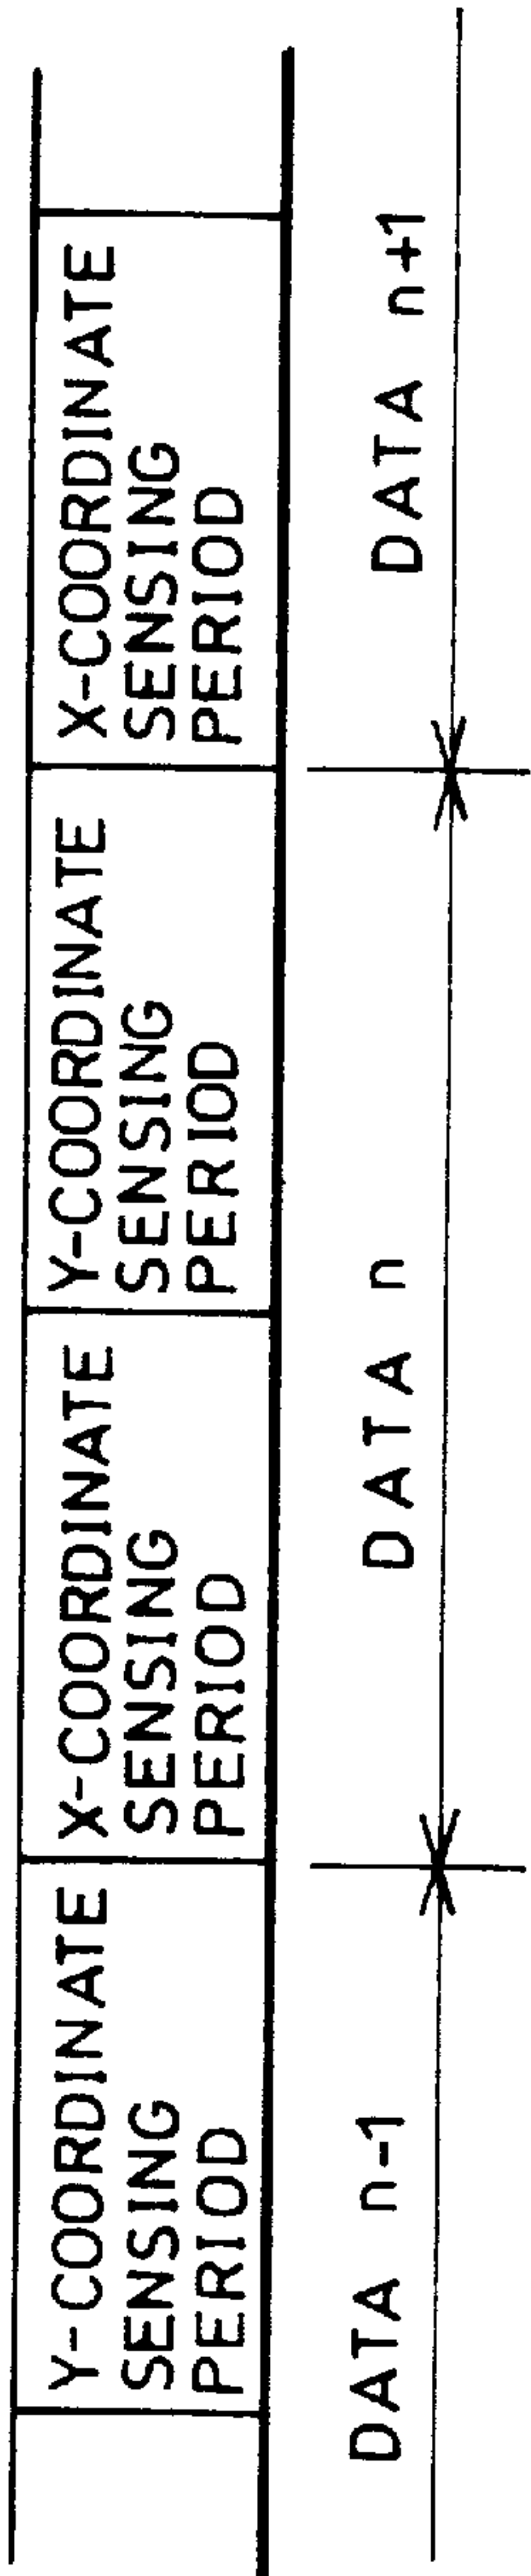 Y-COORDINATE
SENSING
PERIOD
X-COORDINATE
SENSING
PERIOD
Y-COORDINATE
SENSING
PERIOD
X-COORDINATE
SENSING
PERIOD
DATA n-1
DATA n
DATA n+1